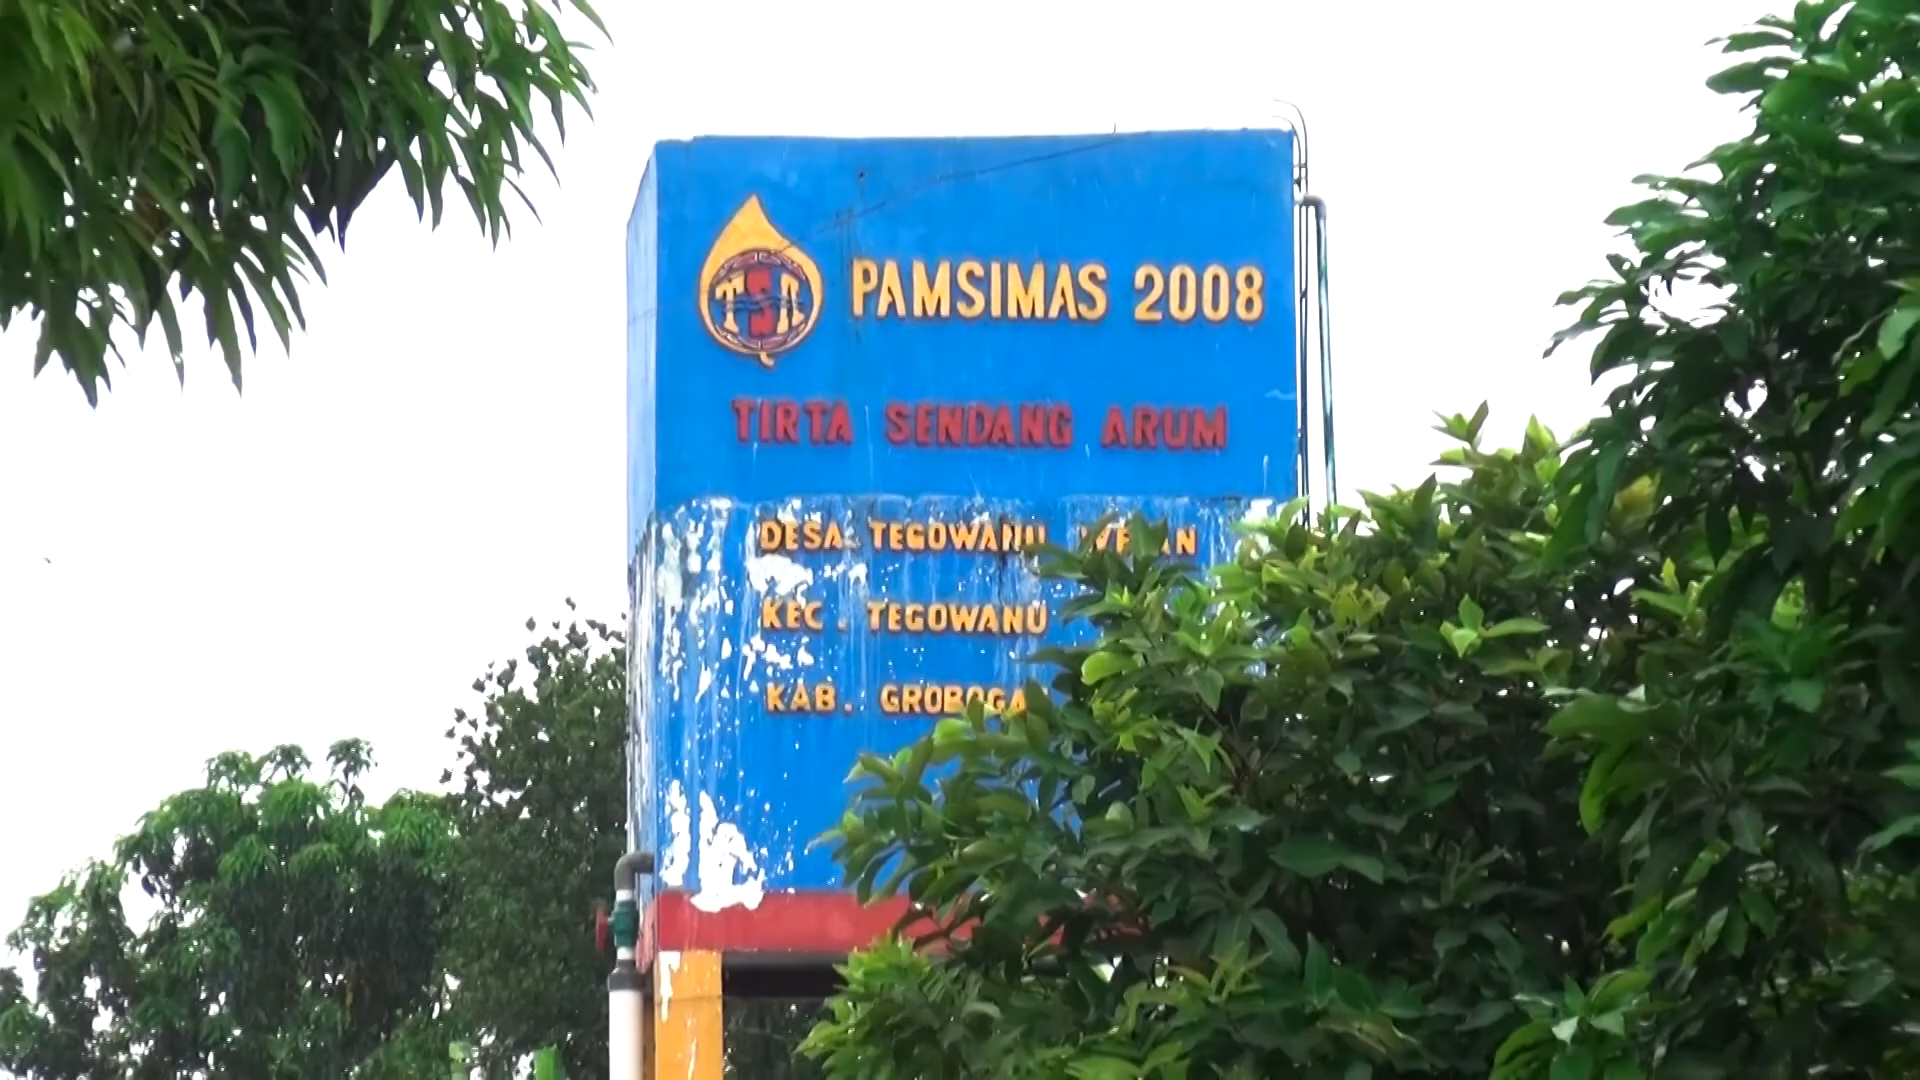 TSA
PAMSIMAS 2008
TIRTA SENDANG ARUM
DESA TEGOWANU
KEC. TEGOWANU
KAB.